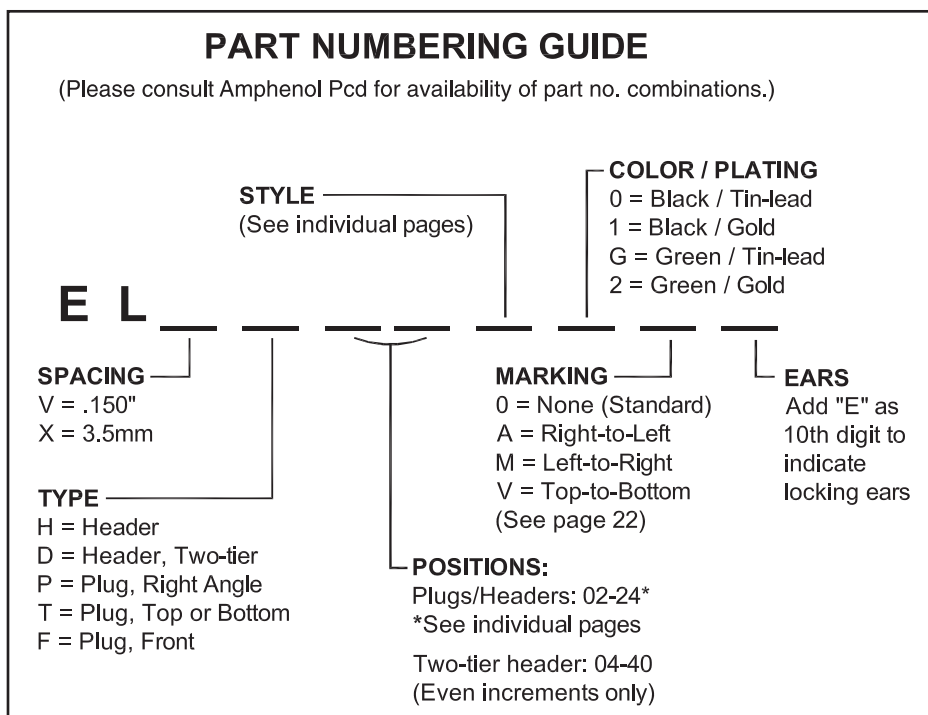 PART NUMBERING GUIDE
(Please consult Amphenol Pcd for availability of part no. combinations.)
COLOR / PLATING
0 = Black / Tin-lead
1 = Black / Gold
G = Green / Tin-lead
2 = Green / Gold
STYLE
(See individual pages)
E L
SPACING
V = .150"
X = 3.5mm
TYPE
H = Header
D = Header, Two-tier
P = Plug, Right Angle
T = Plug, Top or Bottom
F = Plug, Front
MARKING
0 = None (Standard)
A = Right-to-Left
M = Left-to-Right
V = Top-to-Bottom
(See page 22)
EARS
Add "E" as
10th digit to
indicate
locking ears
POSITIONS:
Plugs/Headers: 02-24*
*See individual pages
Two-tier header: 04-40
(Even increments only)